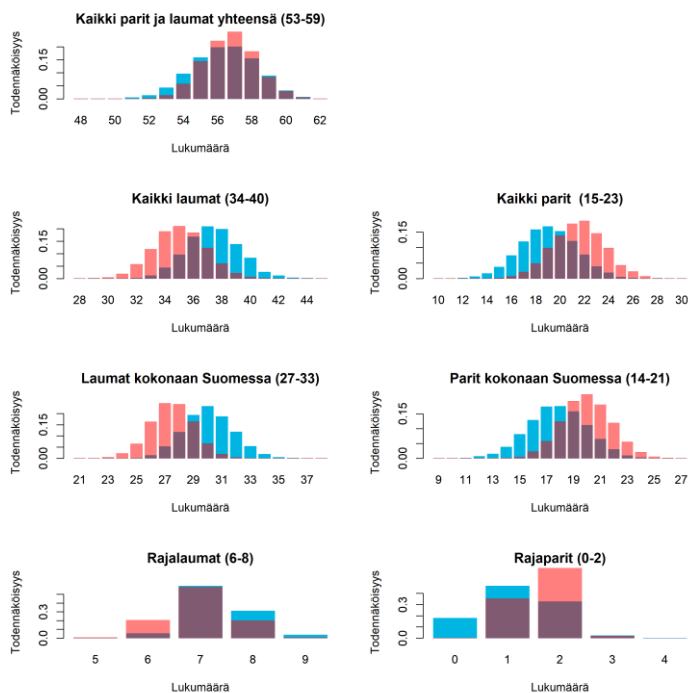 Kaikki parit ja laumat yhteensä (53-59)
Todennäköisyys
0.00 0.15
48 50 52 54 56 58 60 62
Lukumäärä
Kaikki laumat (34-40)
Todennäköisyys
0.00 0.15
28 30 32 34 36 38 40 42 44
Lukumäärä
Kaikki parit (15-23)
Todennäköisyys
0.00 0.15
10 12 14 16 18 20 22 24 26 28 30
Lukumäärä
Laumat kokonaan Suomessa (27-33)
Todennäköisyys
0.00 0.15
21 23 25 27 29 31 33 35 37
Lukumäärä
Parit kokonaan Suomessa (14-21)
Todennäköisyys
0.00 0.15
9 11 13 15 17 19 21 23 25 27
Lukumäärä
Rajalaumat (6-8)
Todennäköisyys
0.0 0.3
5 6 7 8 9
Lukumäärä
Rajaparit (0-2)
Todennäköisyys
0.0 0.3
0 1 2 3 4
Lukumäärä